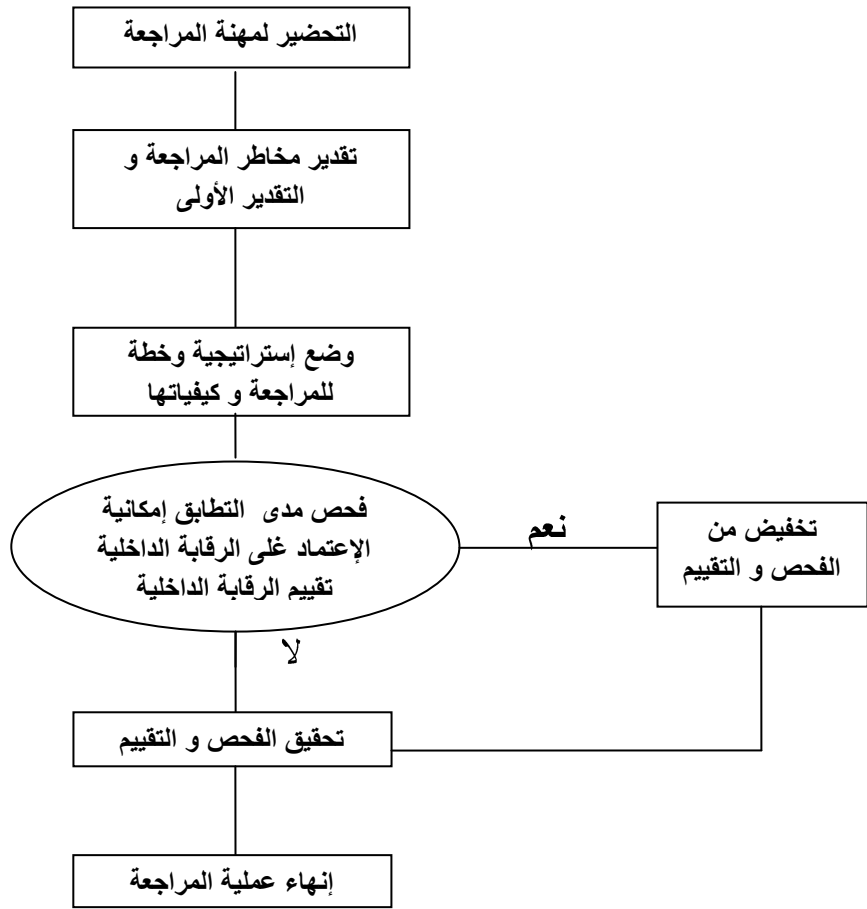 التحضير لمهنة المراجعة
تقدير مخاطر المراجعة و
التقدير الأولى
وضع إستراتيجية وخطة
للمراجعة و كيفياتها
فحص مدى التطابق إمكانية
الإعتماد غلى الرقابة الداخلية
تقييم الرقابة الداخلية
نعم
تخفيض من
الفحص و التقييم
لا
تحقيق الفحص و التقييم
إنهاء عملية المراجعة